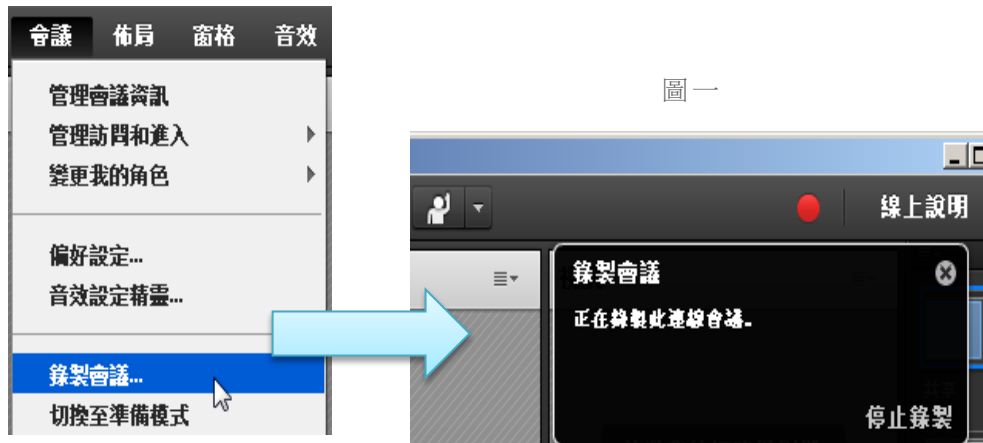 會議 佈局 窗格 音效
管理會議資訊
管理訪問和進入
變更我的角色
偏好設定...
音效設定精靈...
錄製會議...
切換至準備模式
圖一
線上說明
錄製會議
正在錄製此連線會議。
停止錄製